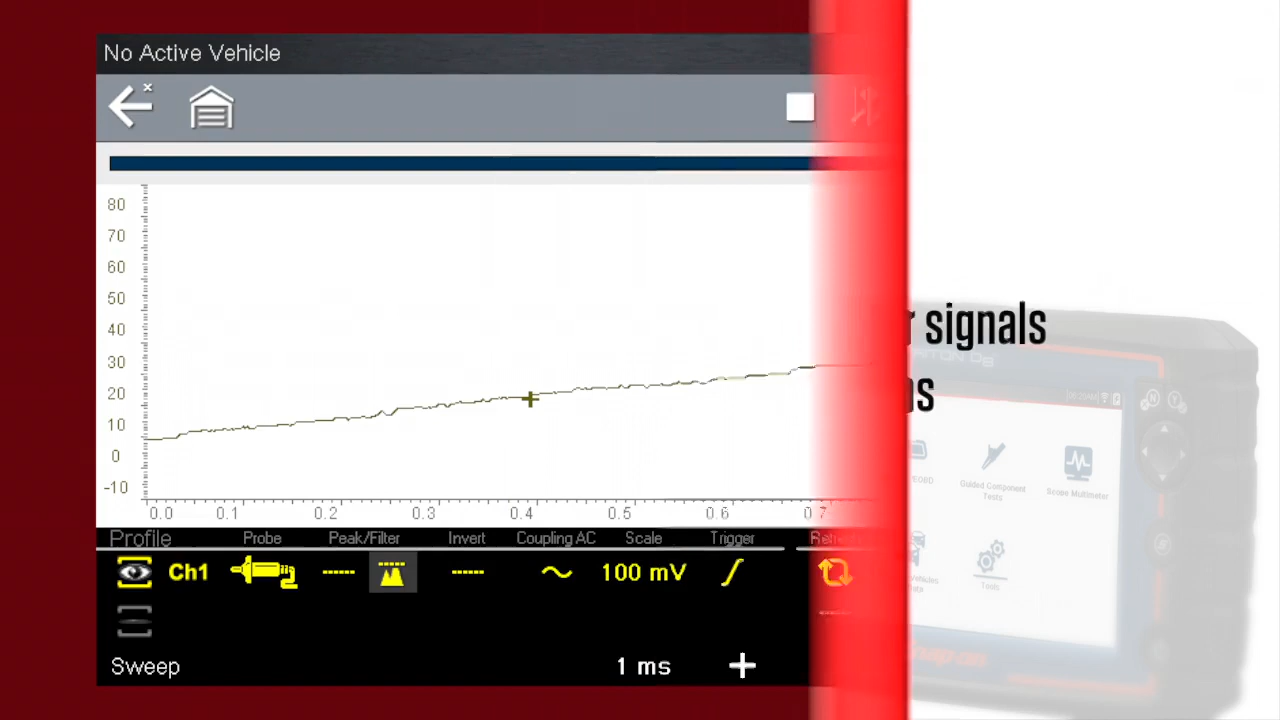 No Active Vehicle
80
70
60
50
40
30
20
10
0
-10
0.0 0.1 0.2 0.3 0.4 0.5 0.6 0.7
Profile Probe Peak/Filter Invert Coupling AC Scale Trigger
Ch1 100 mV
Sweep 1 ms
signals
Guided Component
Tests
Scope Multimeter
Tools